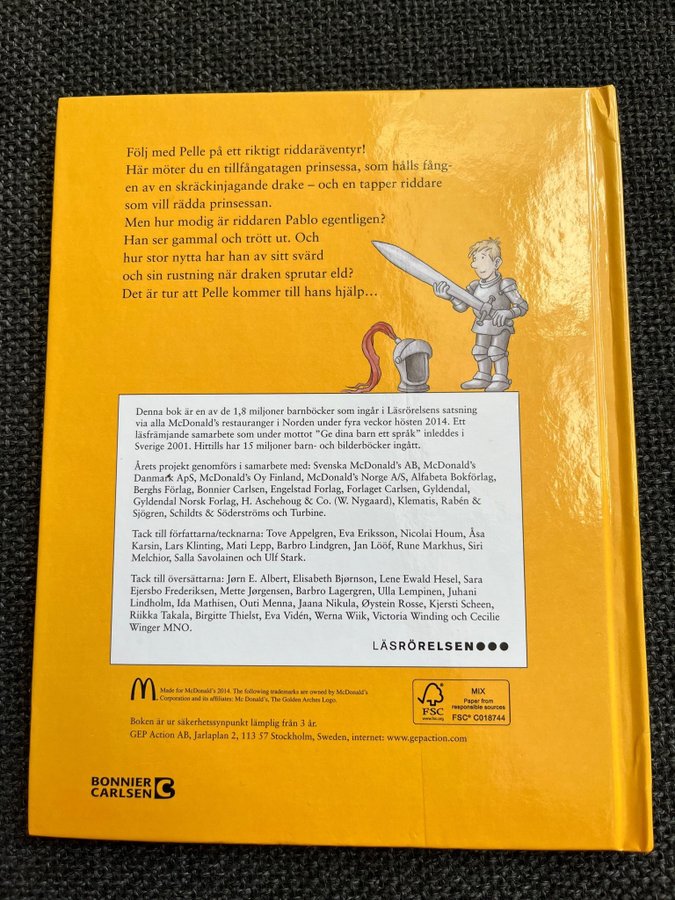 Följ med Pelle på ett riktigt riddaräventyr!
Här möter du en tillfångatagen prinsessa, som hålls fång-
en av en skräckinjagande drake – och en tapper riddare
som vill rädda prinsessan.
Men hur modig är riddaren Pablo egentligen?
Han ser gammal och trött ut. Och
hur stor nytta har han av sitt svärd
och sin rustning när draken sprutar eld?
Det är tur att Pelle kommer till hans hjälp…
Denna bok är en av de 1,8 miljoner barnböcker som ingår i Läsrörelsens satsning
via alla McDonald's restauranger i Norden under fyra veckor hösten 2014. Ett
läsfrämjande samarbete som under mottot "Ge dina barn ett språk" inleddes i
Sverige 2001. Hittills har 15 miljoner barn- och bilderböcker ingått.
Årets projekt genomförs i samarbete med: Svenska McDonald's AB, McDonald's
Danmark ApS, McDonald's Oy Finland, McDonald's Norge A/S, Alfabeta Bokförlag,
Berghs Förlag, Bonnier Carlsen, Engelstad Forlag, Forlaget Carlsen, Gyldendal,
Gyldendal Norsk Forlag, H. Aschehoug & Co. (W. Nygaard), Klematis, Rabén &
Sjögren, Schildts & Söderströms och Turbine.
Tack till författarna/tecknarna: Tove Appelgren, Eva Eriksson, Nicolai Houm, Åsa
Karsin, Lars Klinting, Mati Lepp, Barbro Lindgren, Jan Lööf, Rune Markhus, Siri
Melchior, Salla Savolainen och Ulf Stark.
Tack till översättarna: Jørn E. Albert, Elisabeth Bjørnson, Lene Ewald Hesel, Sara
Ejersbo Frederiksen, Mette Jørgensen, Barbro Lagergren, Ulla Lempinen, Juhani
Lindholm, Ida Mathisen, Outi Menna, Jaana Nikula, Øystein Rosse, Kjersti Scheen,
Riikka Takala, Birgitte Thielst, Eva Vidén, Werna Wiik, Victoria Winding och Cecilie
Winger MNO.
LÄSRÖRELSEN
Made for McDonald's 2014. The following trademarks are owned by McDonald's
Corporation and its affiliates: Mc Donald's, The Golden Arches Logo.
Boken är ur säkerhetssynpunkt lämplig från 3 år.
GEP Action AB, Jarlaplan 2, 113 57 Stockholm, Sweden, internet: www.gepaction.com
FSC
www.fsc.org
MIX
Paper from
responsible sources
FSC® C018744
BONNIER
CARLSEN